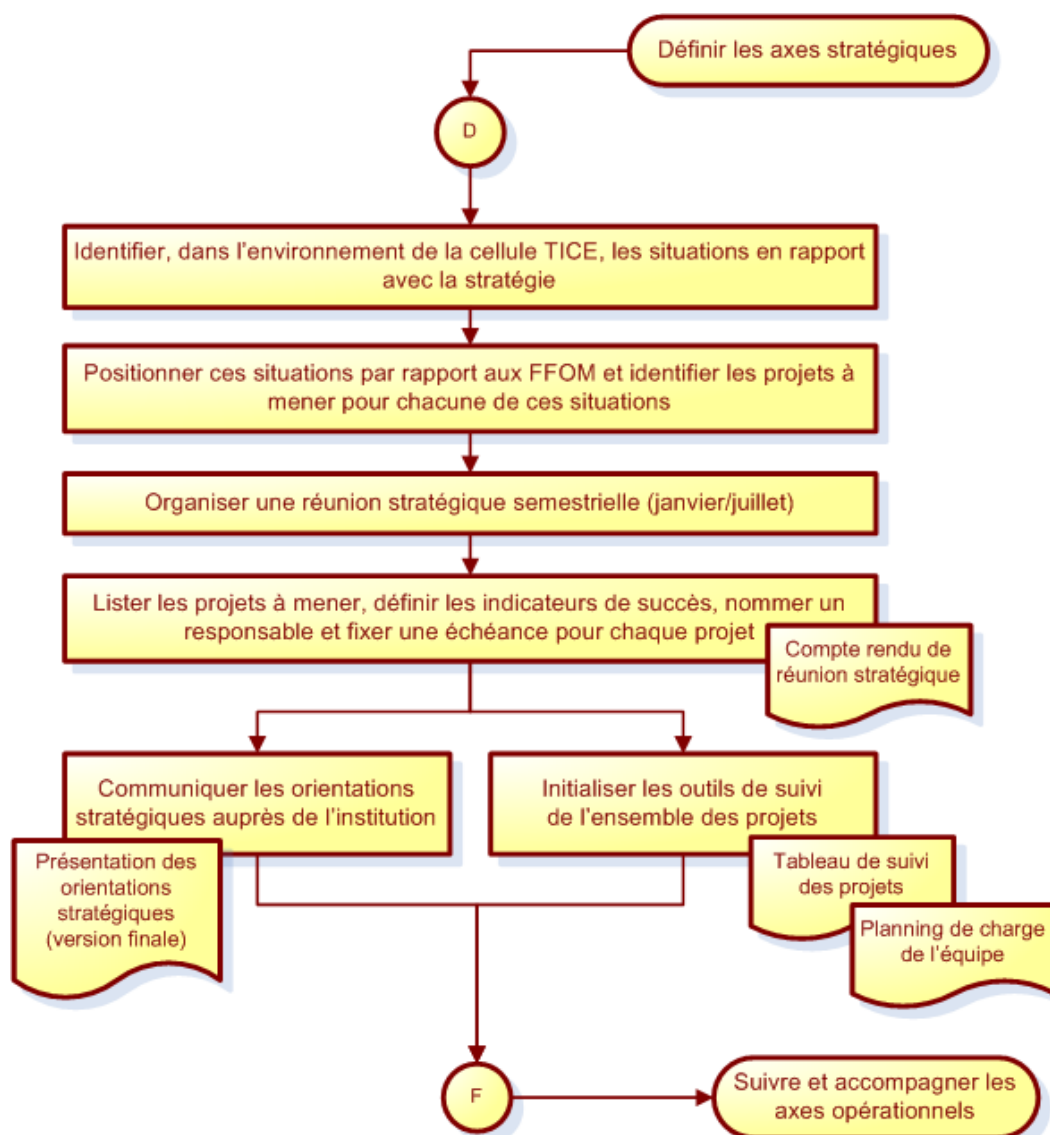 Définir les axes stratégiques
D
Identifier, dans l'environnement de la cellule TICE, les situations en rapport
avec la stratégie
Positionner ces situations par rapport aux FFOM et identifier les projets à
mener pour chacune de ces situations
Organiser une réunion stratégique semestrielle (janvier/juillet)
Lister les projets à mener, définir les indicateurs de succès, nommer un
responsable et fixer une échéance pour chaque projet
Compte rendu de
réunion stratégique
Communiquer les orientations
stratégiques auprès de l'institution
Présentation des
orientations
stratégiques
(version finale)
Initialiser les outils de suivi
de l'ensemble des projets
Tableau de suivi
des projets
Planning de charge
de l'équipe
F
Suivre et accompagner les
axes opérationnels